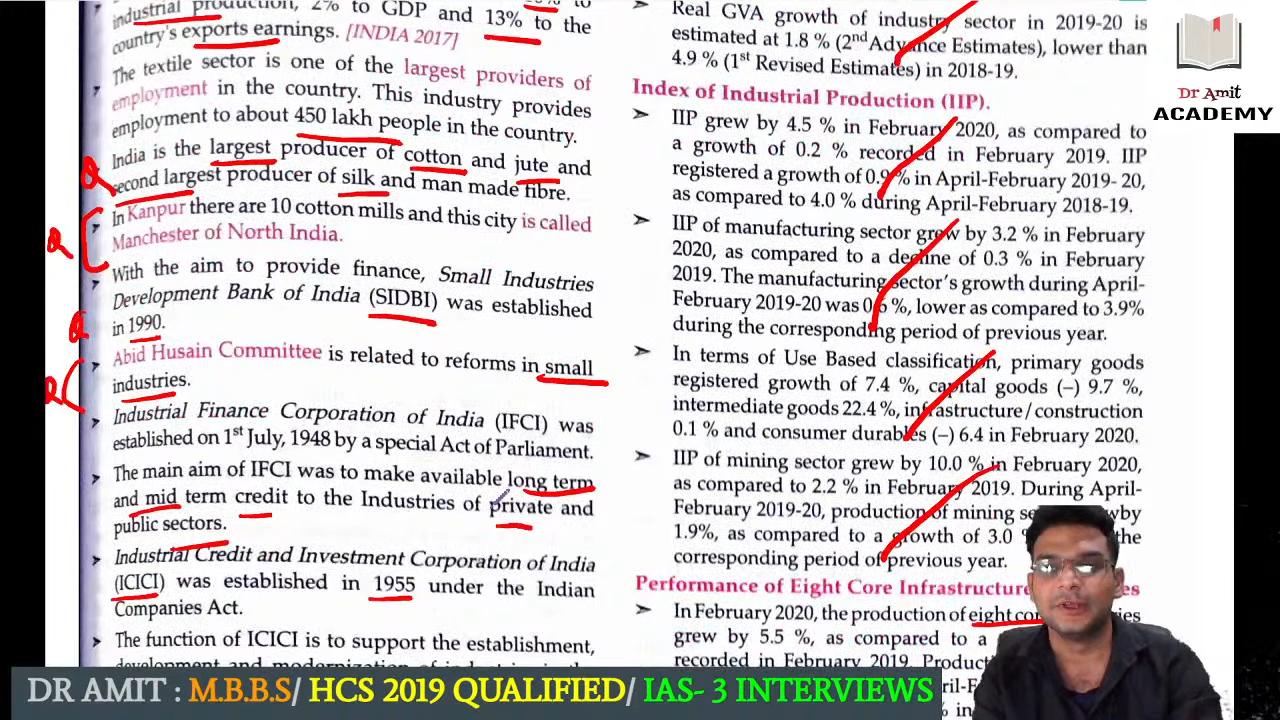 industrial production, 2% to GDP and 13% to the
country's exports earnings. [INDIA 2017]
The textile sector is one of the largest providers of
employment in the country. This industry provides
employment to about 450 lakh people in the country.
India is the largest producer of cotton and jute and
second largest producer of silk and man made fibre.
In Kanpur there are 10 cotton mills and this city is called
Manchester of North India.
With the aim to provide finance, Small Industries
Development Bank of India (SIDBI) was established
in 1990.
Abid Husain Committee is related to reforms in small
industries.
Industrial Finance Corporation of India (IFCI) was
established on 1st July, 1948 by a special Act of Parliament.
The main aim of IFCI was to make available long term
and mid term credit to the Industries of private and
public sectors.
Industrial Credit and Investment Corporation of India
(ICICI) was established in 1955 under the Indian
Companies Act.
The function of ICICI is to support the establishment,
development and modernization of industries in the
Real GVA growth of industry sector in 2019-20 is
estimated at 1.8 % (2nd Advance Estimates), lower than
4.9 % (1st Revised Estimates) in 2018-19.
Index of Industrial Production (IIP).
IIP grew by 4.5 % in February 2020, as compared to
a growth of 0.2 % recorded in February 2019. IIP
registered a growth of 0.9 % in April-February 2019- 20,
as compared to 4.0 % during April-February 2018-19.
IIP of manufacturing sector grew by 3.2 % in February
2020, as compared to a decline of 0.3 % in February
2019. The manufacturing sector's growth during April-
February 2019-20 was 0.6 %, lower as compared to 3.9%
during the corresponding period of previous year.
In terms of Use Based classification, primary goods
registered growth of 7.4 %, capital goods (–) 9.7 %,
intermediate goods 22.4 %, infrastructure/construction
0.1 % and consumer durables (–) 6.4 in February 2020.
IIP of mining sector grew by 10.0 % in February 2020,
as compared to 2.2 % in February 2019. During April-
February 2019-20, production of mining
1.9%, as compared to a growth of 3.0 the
corresponding period of previous year.
Performance of Eight Core Infrastructure
In February 2020, the production of eight
grew by 5.5 %, as compared to a
recorded in February 2019.
Dr Amit
ACADEMY
DR AMIT : M.B.B.S/ HCS 2019 QUALIFIED/ IAS- 3 INTERVIEWS